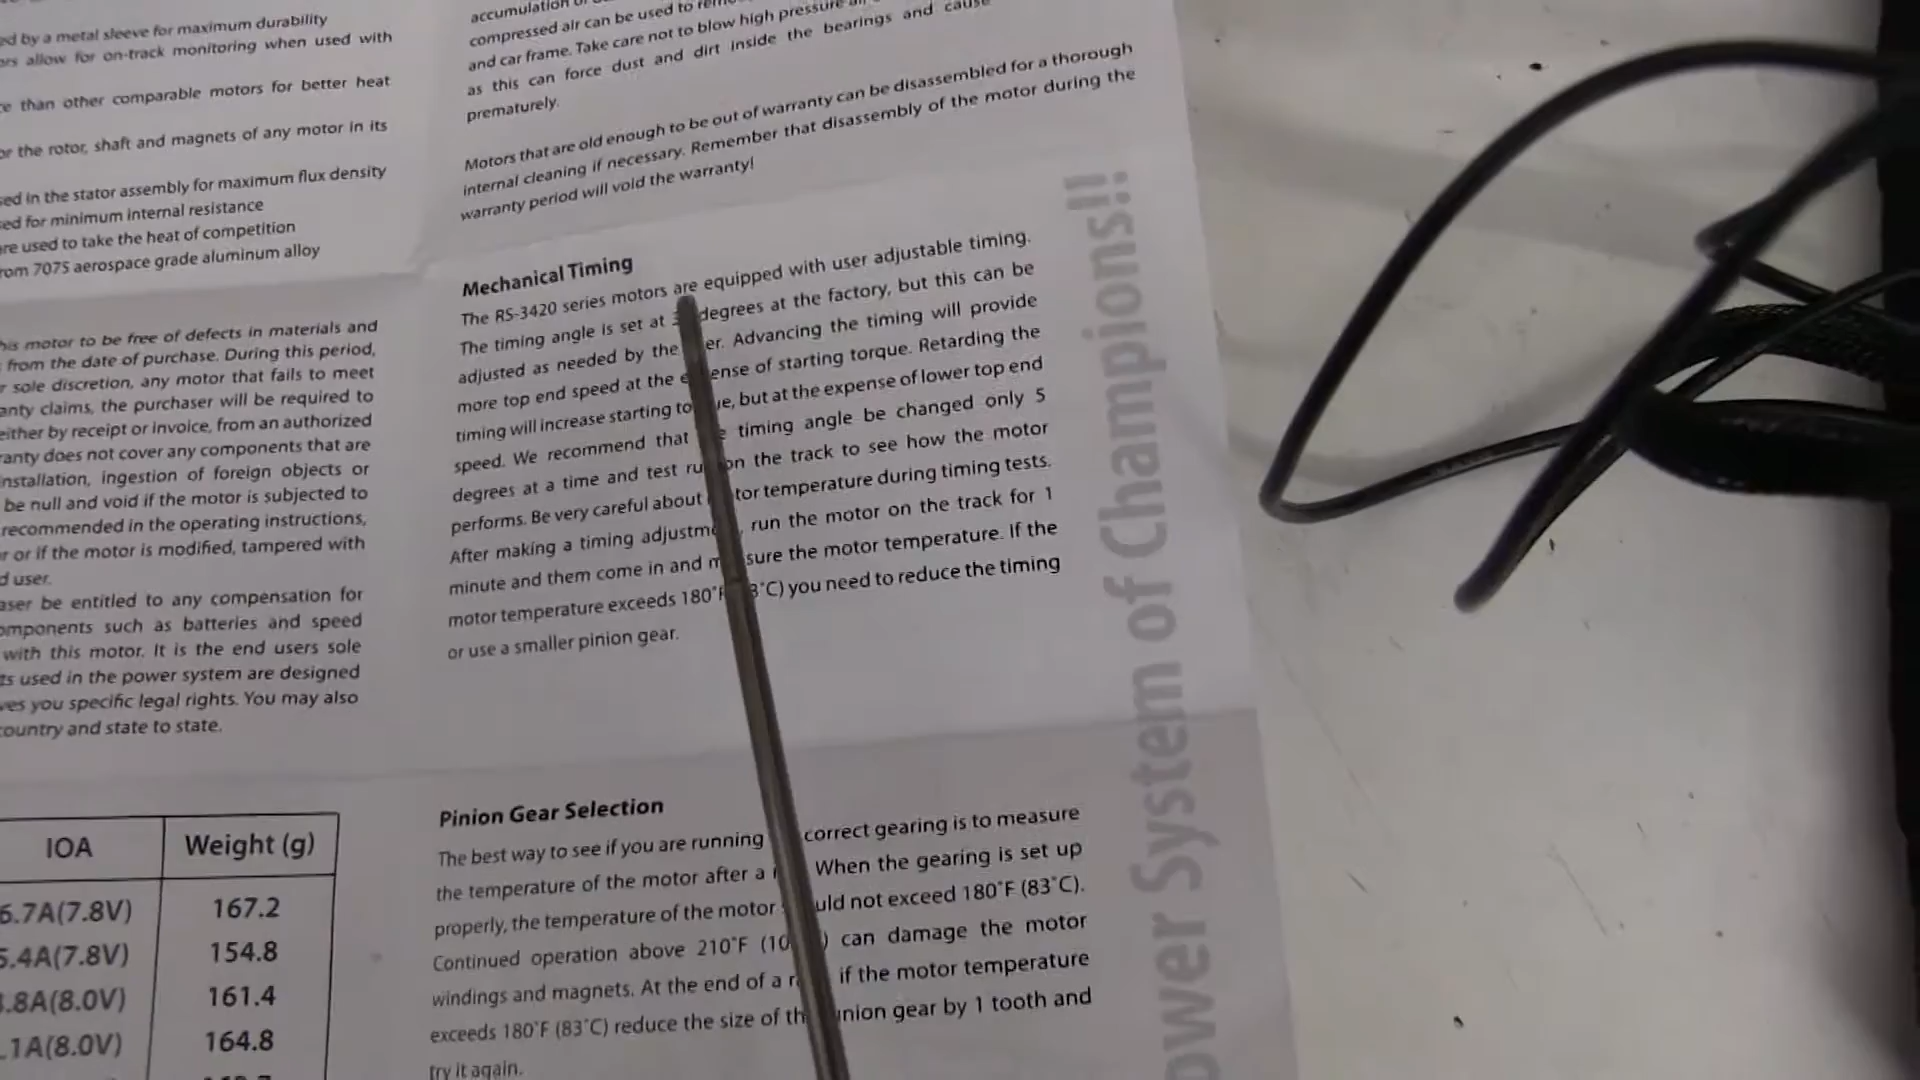 ed by a metal sleeve for maximum durability
ors allow for on-track monitoring when used with
than other comparable motors for better heat
or the rotor, shaft and magnets of any motor in its
sed in the stator assembly for maximum flux density
sed for minimum internal resistance
are used to take the heat of competition
rom 7075 aerospace grade aluminum alloy
his motor to be free of defects in materials and
from the date of purchase. During this period,
r sole discretion, any motor that fails to meet
anty claims, the purchaser will be required to
either by receipt or invoice, from an authorized
ranty does not cover any components that are
installation, ingestion of foreign objects or
be null and void if the motor is subjected to
recommended in the operating instructions,
r or if the motor is modified, tampered with
d user.
aser be entitled to any compensation for
omponents such as batteries and speed
with this motor. It is the end users sole
ts used in the power system are designed
ves you specific legal rights. You may also
country and state to state.
IOA Weight (g)
6.7A(7.8V) 167.2
5.4A(7.8V) 154.8
.8A(8.0V) 161.4
.1A(8.0V) 164.8
accumulation
compressed air can be used to
and car frame. Take care not to blow high pressure air
as this can force dust and dirt inside the bearings and cause
prematurely.
Motors that are old enough to be out of warranty can be disassembled for a thorough
internal cleaning if necessary. Remember that disassembly of the motor during the
warranty period will void the warranty!
Mechanical Timing
The RS-3420 series motors are equipped with user adjustable timing.
The timing angle is set at degrees at the factory, but this can be
adjusted as needed by the er. Advancing the timing will provide
more top end speed at the e ense of starting torque. Retarding the
timing will increase starting to ue, but at the expense of lower top end
speed. We recommend that e timing angle be changed only 5
degrees at a time and test ru on the track to see how the motor
performs. Be very careful about tor temperature during timing tests.
After making a timing adjustme , run the motor on the track for 1
minute and them come in and m sure the motor temperature. If the
motor temperature exceeds 180°F 3°C) you need to reduce the timing
or use a smaller pinion gear.
Pinion Gear Selection
The best way to see if you are running correct gearing is to measure
the temperature of the motor after a When the gearing is set up
properly, the temperature of the motor uld not exceed 180°F (83°C).
Continued operation above 210°F (10 ) can damage the motor
windings and magnets. At the end of a r if the motor temperature
exceeds 180°F (83°C) reduce the size of th inion gear by 1 tooth and
try it again.
ower System of Champions!!